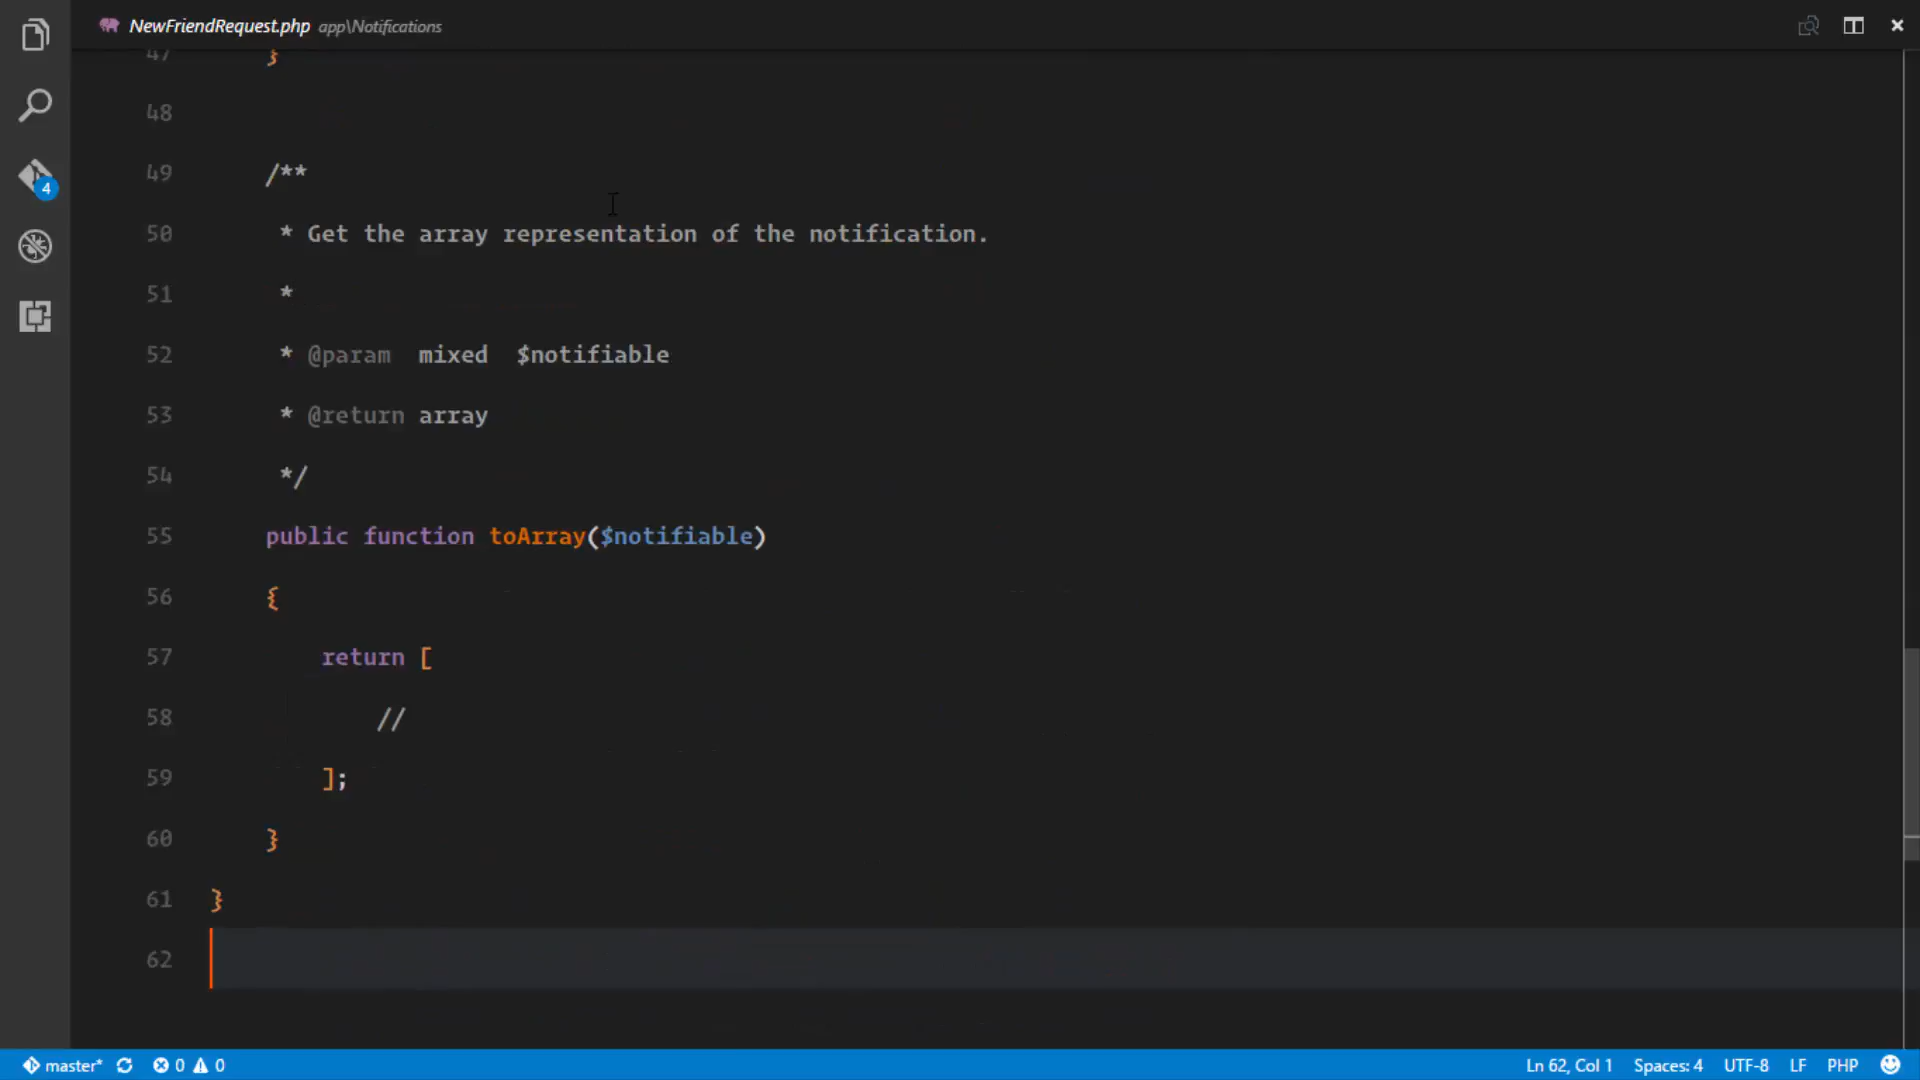 NewFriendRequest.php app\Notifications
47 }
48
49 /**
50 * Get the array representation of the notification.
51 *
52 * @param mixed $notifiable
53 * @return array
54 */
55 public function toArray($notifiable)
56 {
57 return [
58 //
59 ];
60 }
61 }
62
4
master* 0 0 Ln 62, Col 1 Spaces: 4 UTF-8 LF PHP